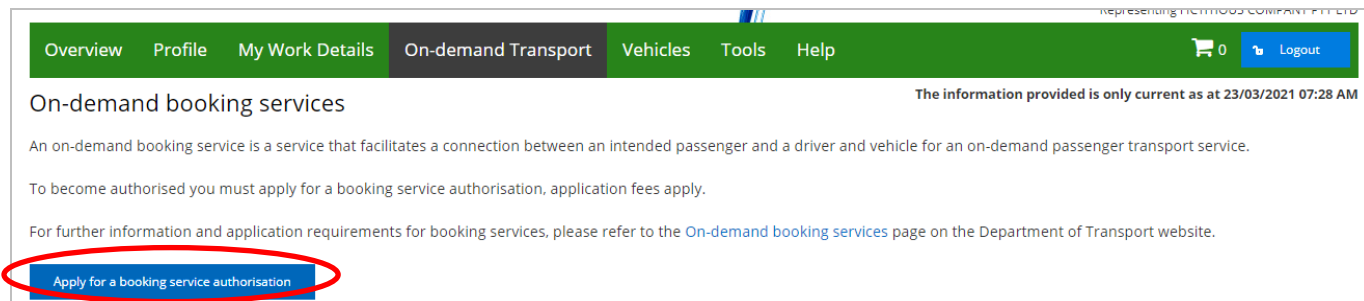 Representing FICTITIOUS COMPANY PTY LTD
Overview Profile My Work Details On-demand Transport Vehicles Tools Help 0 Logout
On-demand booking services
The information provided is only current as at 23/03/2021 07:28 AM
An on-demand booking service is a service that facilitates a connection between an intended passenger and a driver and vehicle for an on-demand passenger transport service.
To become authorised you must apply for a booking service authorisation, application fees apply.
For further information and application requirements for booking services, please refer to the On-demand booking services page on the Department of Transport website.
Apply for a booking service authorisation